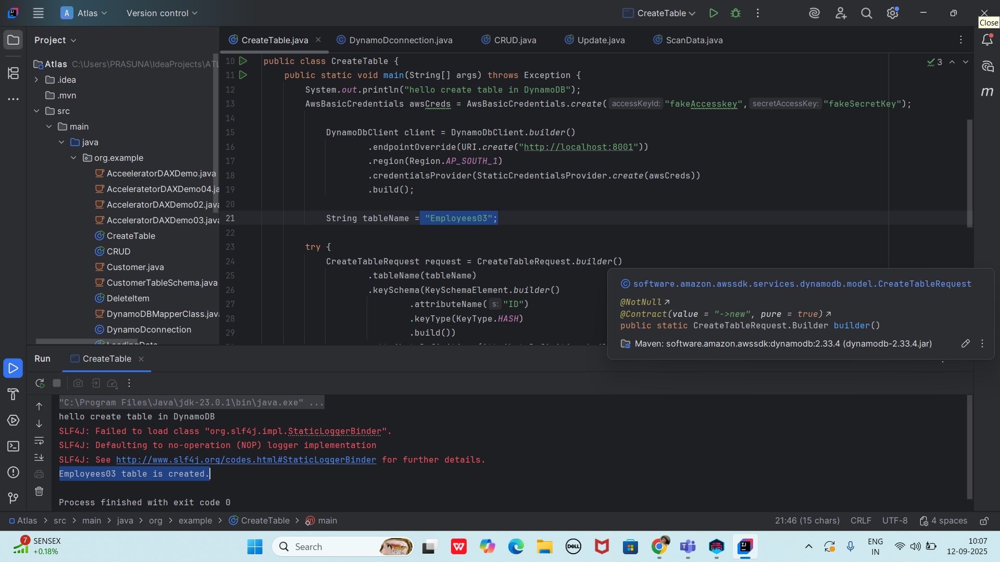 A Atlas Version control CreateTable
Close
Project
CreateTable.java DynamoDconnection.java CRUD.java Update.java ScanData.java
Atlas C:\Users\PRASUNA\IdeaProjects\ATL
.idea
.mvn
src
main
java
org.example
AcceeleratorDAXDemo.java
AcceleratetorDAXDemo04.ja
AcceleratorDAXDemo02.java
AcceleratorDAXDemo03.java
CreateTable
CRUD
Customer.java
CustomerTableSchema.java
DeleteItem
DynamoDBMapperClass.java
DynamoDconnection
LoadingData
3
10 public class CreateTable {
11 public static void main(String[] args) throws Exception {
12 System.out.println("hello create table in DynamoDB");
13 AwsBasicCredentials awsCreds = AwsBasicCredentials.create( accessKeyId: "fakeAccesskey", secretAccessKey: "fakeSecretKey");
14
15 DynamoDbClient client = DynamoDbClient.builder()
16 .endpointOverride(URI.create("http://localhost:8001"))
17 .region(Region.AP_SOUTH_1)
18 .credentialsProvider(StaticCredentialsProvider.create(awsCreds))
19 .build();
20
21 String tableName = "Employees03";
22
23 try {
24 CreateTableRequest request = CreateTableRequest.builder()
25 .tableName(tableName)
26 .keySchema(KeySchemaElement.builder()
27 .attributeName( s: "ID")
28 .keyType(KeyType.HASH)
29 .build())
software.amazon.awssdk.services.dynamodb.model.CreateTableRequest
@NotNull
@Contract(value = "->new", pure = true)
public static CreateTableRequest.Builder builder()
Maven: software.amazon.awssdk:dynamodb:2.33.4 (dynamodb-2.33.4.jar)
Run CreateTable
"C:\Program Files\Java\jdk-23.0.1\bin\java.exe" ...
hello create table in DynamoDB
SLF4J: Failed to load class "org.slf4j.impl.StaticLoggerBinder".
SLF4J: Defaulting to no-operation (NOP) logger implementation
SLF4J: See http://www.slf4j.org/codes.html#StaticLoggerBinder for further details.
Employees03 table is created.
Process finished with exit code 0
Atlas > src > main > java > org > example > CreateTable > main
21:46 (15 chars) CRLF UTF-8 4 spaces
7 SENSEX
+0.18%
Search
DELL
ENG
IN
10:07
12-09-2025